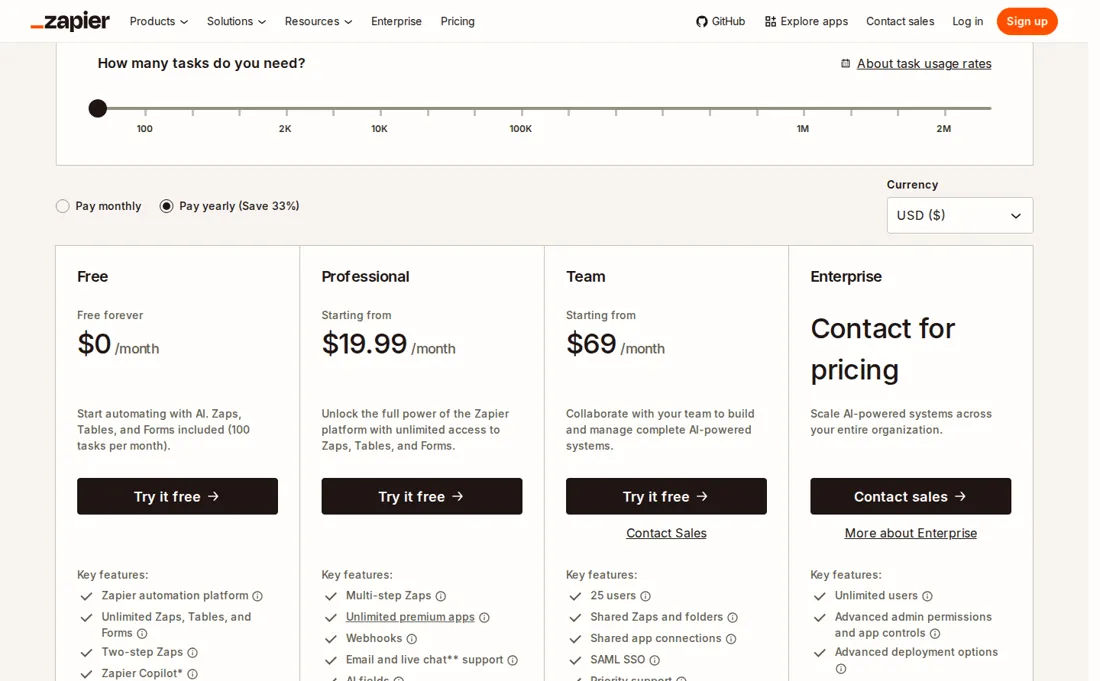 zapier
Products
Solutions
Resources
Enterprise
Pricing
GitHub
Explore apps
Contact sales
Log in
Sign up
How many tasks do you need?
About task usage rates
100
2K
10K
100K
1M
2M
Pay monthly
Pay yearly (Save 33%)
Currency
USD ($)
Free
Free forever
$0 /month
Start automating with AI. Zaps,
Tables, and Forms included (100
tasks per month).
Try it free →
Key features:
Zapier automation platform
Unlimited Zaps, Tables, and
Forms
Two-step Zaps
Zapier Copilot*
Professional
Starting from
$19.99 /month
Unlock the full power of the Zapier
platform with unlimited access to
Zaps, Tables, and Forms.
Try it free →
Key features:
Multi-step Zaps
Unlimited premium apps
Webhooks
Email and live chat** support
AI fields
Team
Starting from
$69 /month
Collaborate with your team to build
and manage complete AI-powered
systems.
Try it free →
Contact Sales
Key features:
25 users
Shared Zaps and folders
Shared app connections
SAML SSO
Priority support
Enterprise
Contact for
pricing
Scale AI-powered systems across
your entire organization.
Contact sales →
More about Enterprise
Key features:
Unlimited users
Advanced admin permissions
and app controls
Advanced deployment options